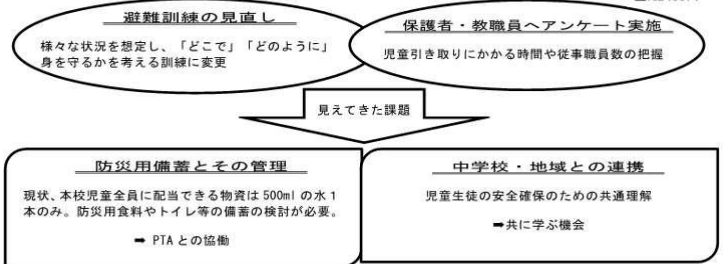 避難訓練の見直し
様々な状況を想定し、「どこで」「どのように」
身を守るかを考える訓練に変更
保護者・教職員へアンケート実施
児童引き取りにかかる時間や従事職員数の把握
見えてきた課題
防災用備蓄とその管理
現状、本校児童全員に配当できる物資は 500ml の水 1
本のみ。防災用食料やトイレ等の備蓄の検討が必要。
➡ PTA との協働
中学校・地域との連携
児童生徒の安全確保のための共通理解
➡共に学ぶ機会